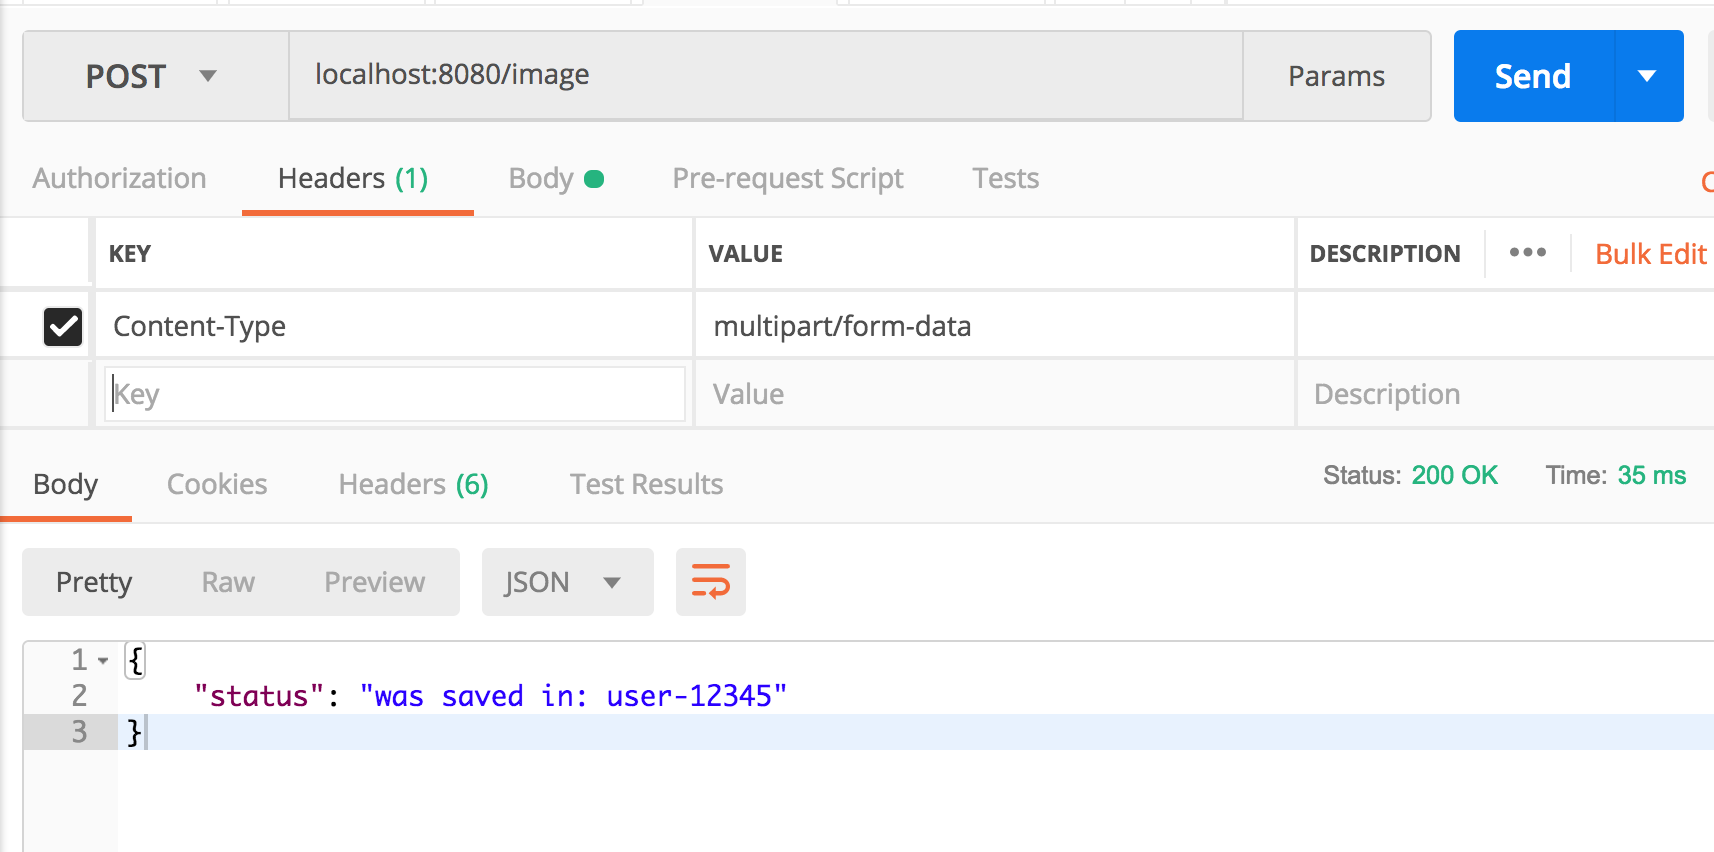 POST localhost:8080/image Params Send
Authorization Headers (1) Body Pre-request Script Tests
KEY VALUE DESCRIPTION ••• Bulk Edit
Content-Type multipart/form-data
Key Value Description
Body Cookies Headers (6) Test Results Status: 200 OK Time: 35 ms
Pretty Raw Preview JSON
1 {
2 "status": "was saved in: user-12345"
3 }